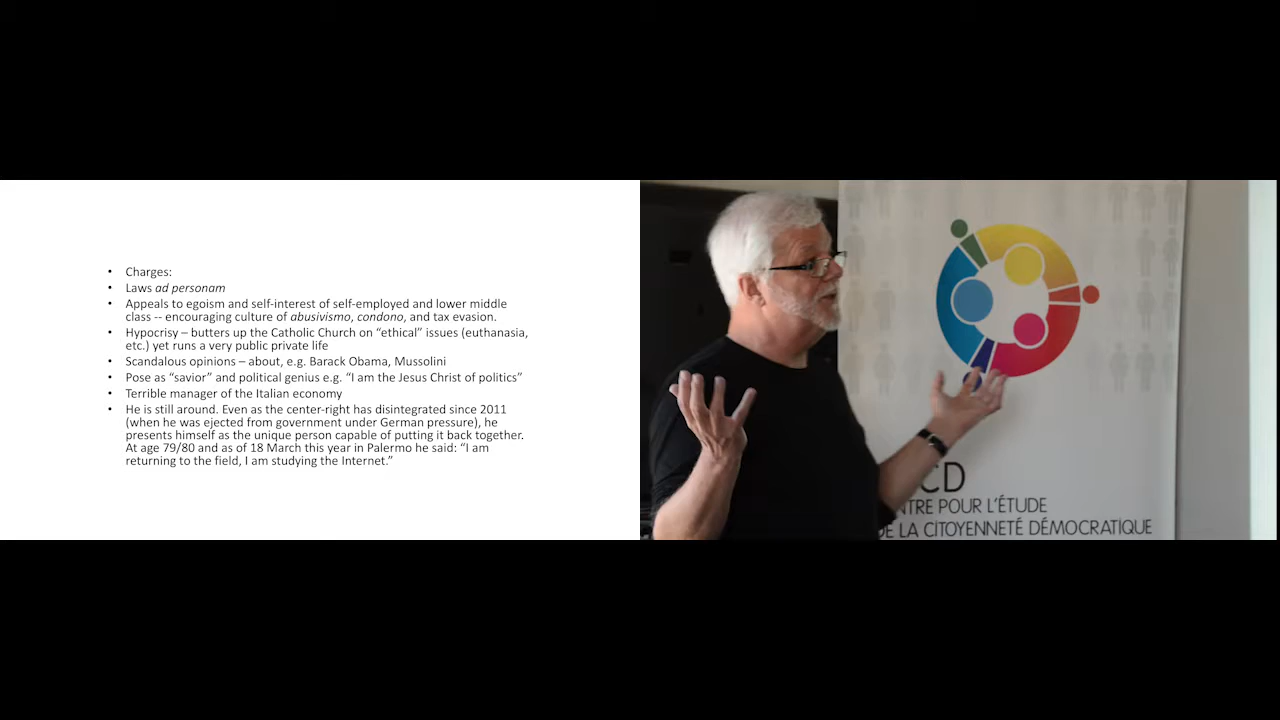 Charges:
Laws ad personam
Appeals to egoism and self-interest of self-employed and lower middle
class -- encouraging culture of abusivismo, condono, and tax evasion.
Hypocrisy – butters up the Catholic Church on “ethical” issues (euthanasia,
etc.) yet runs a very public private life
Scandalous opinions – about, e.g. Barack Obama, Mussolini
Pose as “savior” and political genius e.g. “I am the Jesus Christ of politics”
Terrible manager of the Italian economy
He is still around. Even as the center-right has disintegrated since 2011
(when he was ejected from government under German pressure), he
presents himself as the unique person capable of putting it back together.
At age 79/80 and as of 18 March this year in Palermo he said: “I am
returning to the field, I am studying the Internet.”
CD
NTRE POUR L’ÉTUDE
DE LA CITOYENNETÉ DÉMOCRATIQUE